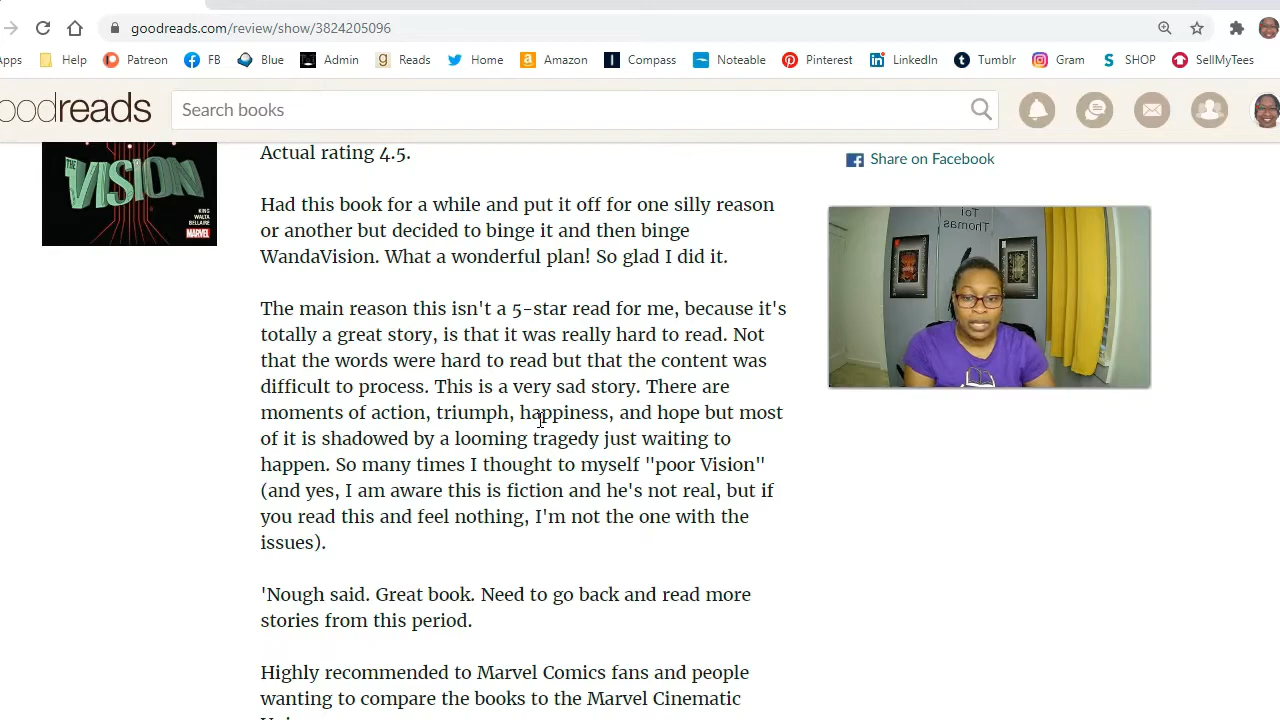 goodreads.com/review/show/3824205096
Apps Help Patreon FB Blue Admin Reads Home Amazon Compass Noteable Pinterest LinkedIn Tumblr Gram SHOP SellMyTees
oodreads Search books
THE VISION
KING
WALTA
BELLAIRE
MARVEL
Actual rating 4.5.
Had this book for a while and put it off for one silly reason
or another but decided to binge it and then binge
WandaVision. What a wonderful plan! So glad I did it.
The main reason this isn't a 5-star read for me, because it's
totally a great story, is that it was really hard to read. Not
that the words were hard to read but that the content was
difficult to process. This is a very sad story. There are
moments of action, triumph, happiness, and hope but most
of it is shadowed by a looming tragedy just waiting to
happen. So many times I thought to myself "poor Vision"
(and yes, I am aware this is fiction and he's not real, but if
you read this and feel nothing, I'm not the one with the
issues).
'Nough said. Great book. Need to go back and read more
stories from this period.
Highly recommended to Marvel Comics fans and people
wanting to compare the books to the Marvel Cinematic
Share on Facebook
Toi
Thomas